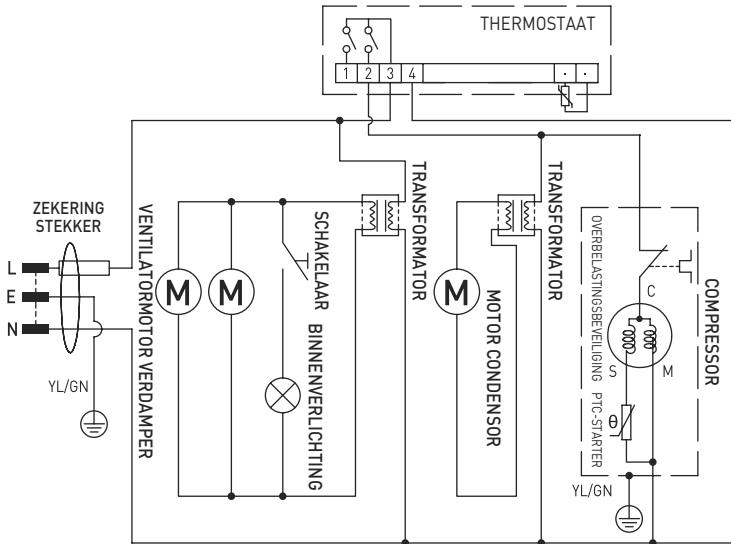 THERMOSTAAT
1 2 3 4 · ·
ZEKERING
STEKKER
L
E
N
YL/GN
VENTILATORMOTOR VERDAMPER
M
M
SCHAKELAAR
BINNENVERLICHTING
TRANSFORMATOR
M
MOTOR CONDENSOR
TRANSFORMATOR
OVERBELASTINGSBEVEILIGING
PTC-STARTER
C
S
M
θ
COMPRESSOR
YL/GN